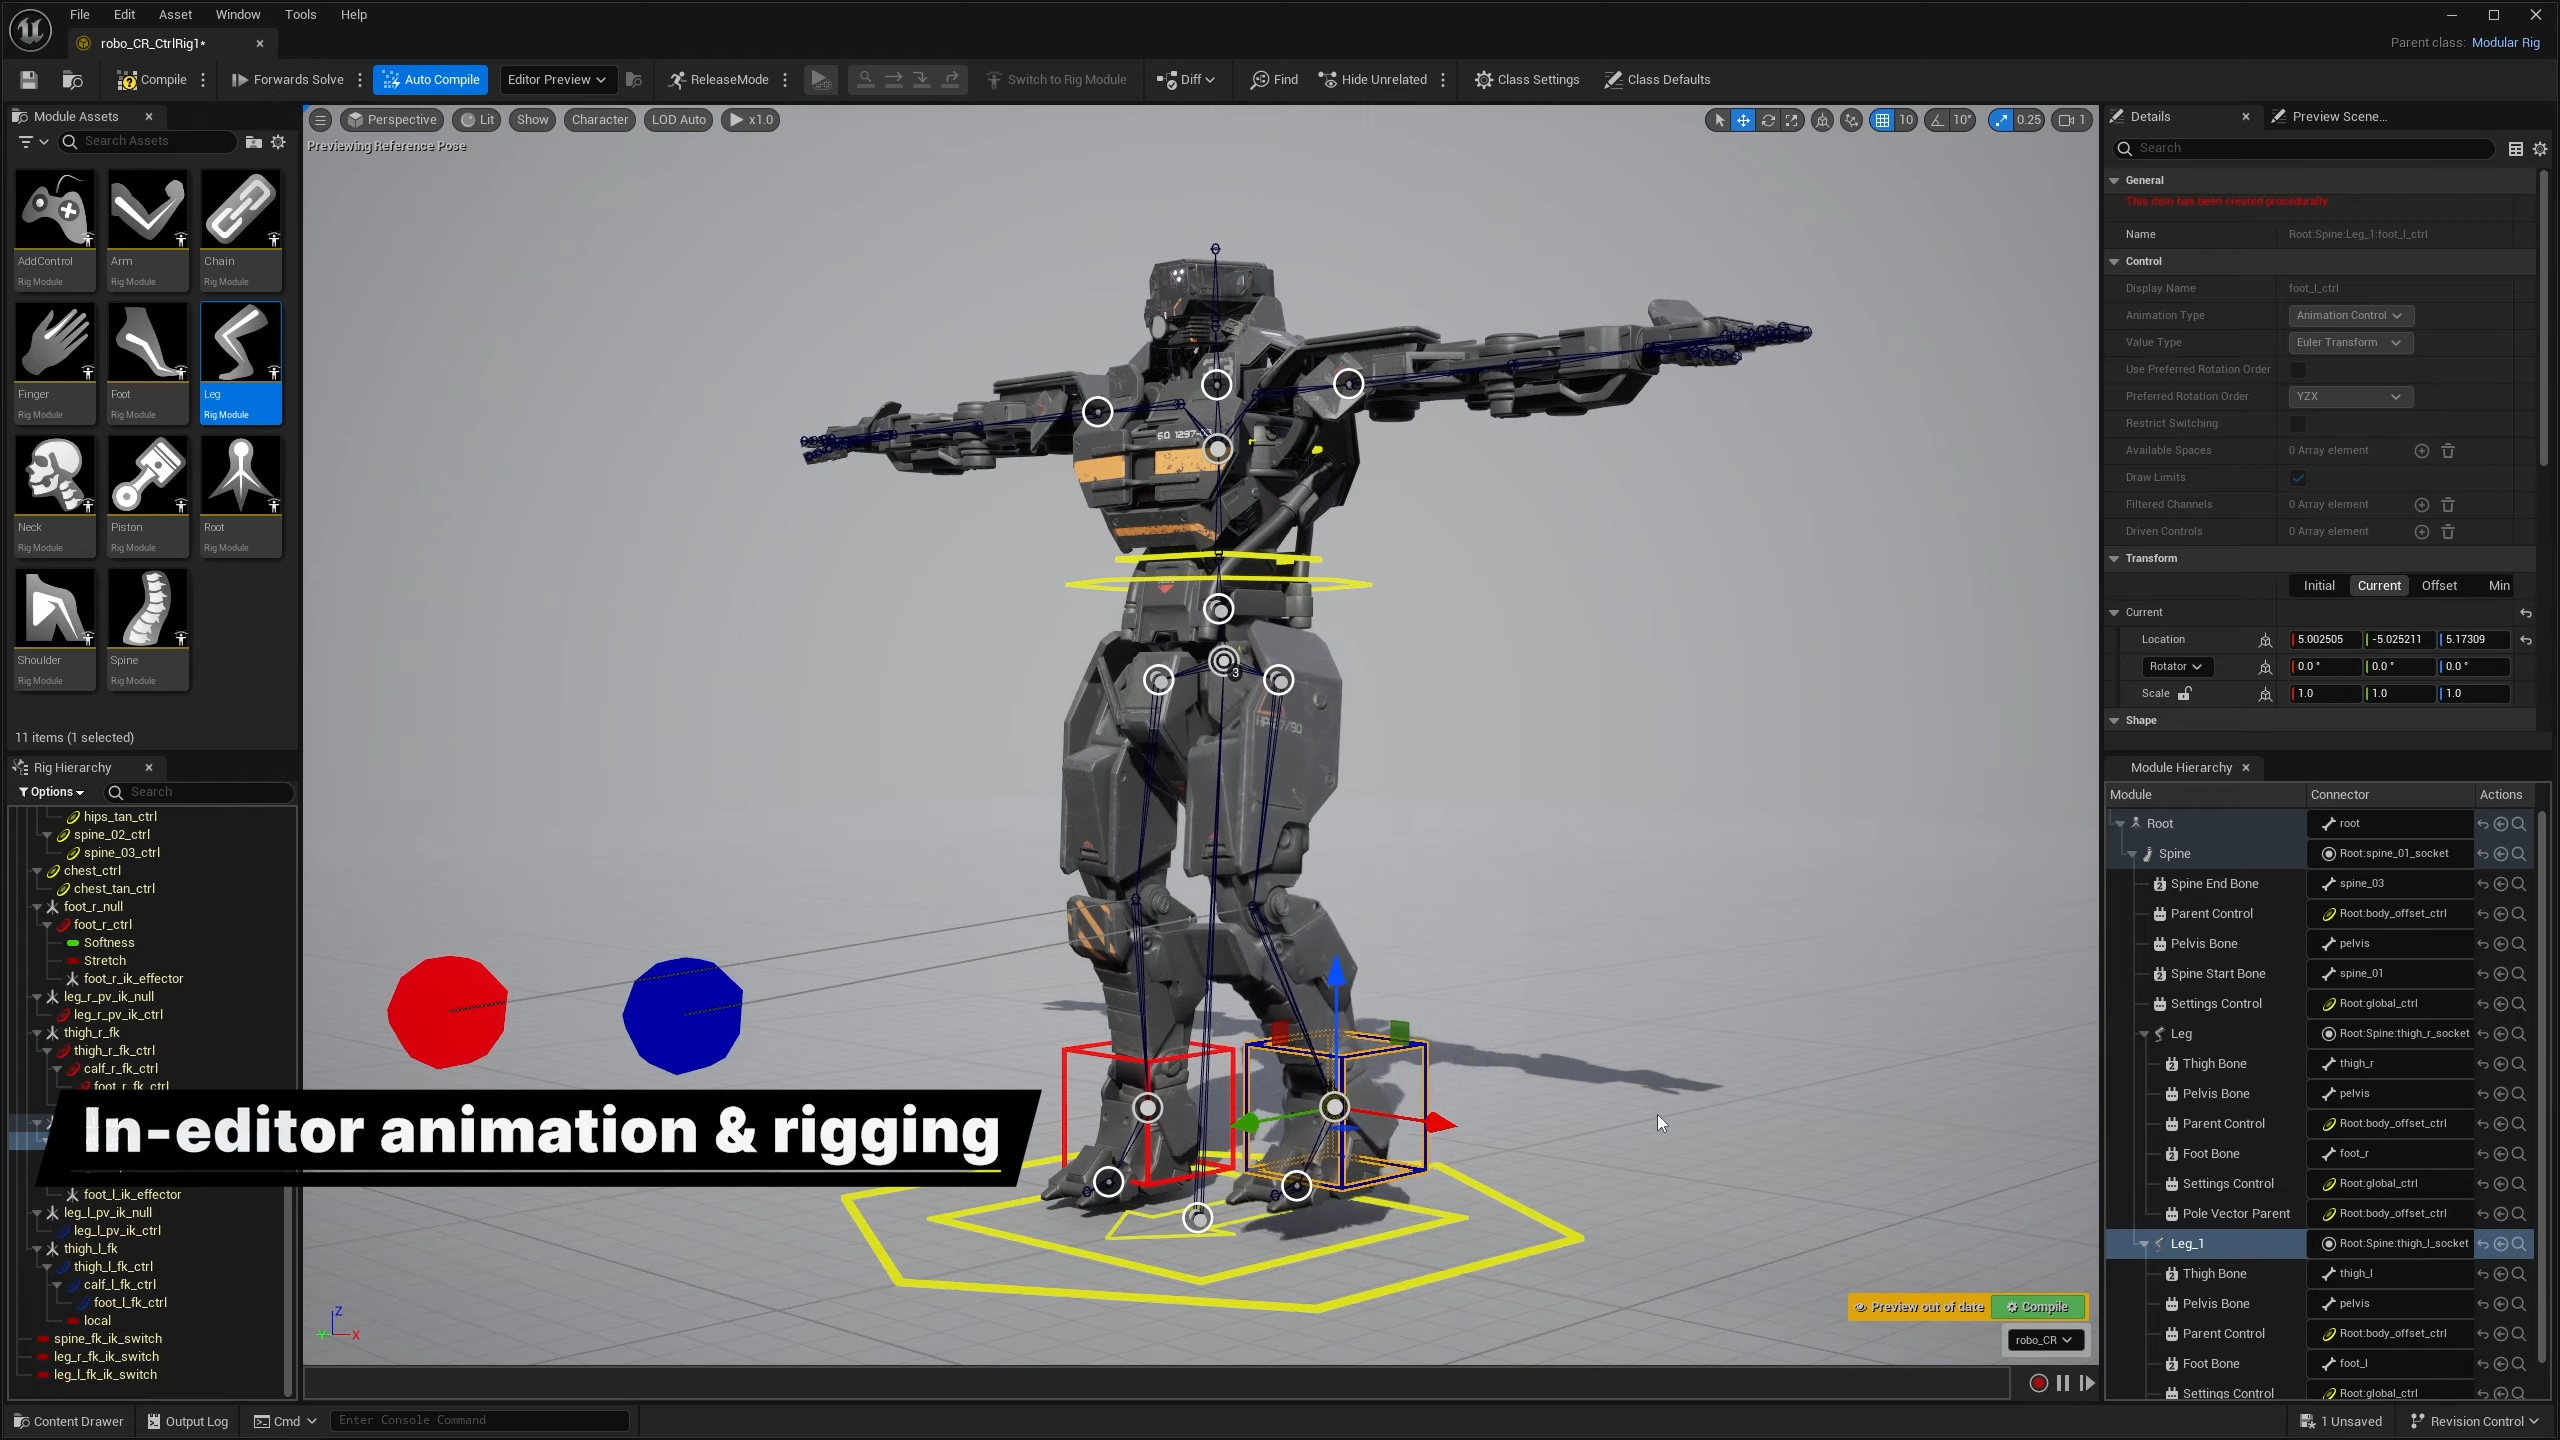 File Edit Asset Window Tools Help
robo_CR_CtrlRig1*
Parent class: Modular Rig
Compile Forwards Solve Auto Compile Editor Preview ReleaseMode Switch to Rig Module Diff Find Hide Unrelated Class Settings Class Defaults
Module Assets
Search Assets
AddControl
Rig Module
Arm
Rig Module
Chain
Rig Module
Finger
Rig Module
Foot
Rig Module
Leg
Rig Module
Neck
Rig Module
Piston
Rig Module
Root
Rig Module
Shoulder
Rig Module
Spine
Rig Module
11 items (1 selected)
Rig Hierarchy
Options Search
hips_tan_ctrl
spine_02_ctrl
spine_03_ctrl
chest_ctrl
chest_tan_ctrl
foot_r_null
foot_r_ctrl
Softness
Stretch
foot_r_ik_effector
leg_r_pv_ik_null
leg_r_pv_ik_ctrl
thigh_r_fk
thigh_r_fk_ctrl
calf_r_fk_ctrl
foot_r_fk_ctrl
foot_l_ik_effector
leg_l_pv_ik_null
leg_l_pv_ik_ctrl
thigh_l_fk
thigh_l_fk_ctrl
calf_l_fk_ctrl
foot_l_fk_ctrl
local
spine_fk_ik_switch
leg_r_fk_ik_switch
leg_l_fk_ik_switch
Perspective Lit Show Character LOD Auto x1.0
10 10° 0.25 1
Previewing Reference Pose
3
In-editor animation & rigging
Z
Y
X
Preview out of date Compile
robo_CR
Details Preview Scene...
Search
General
This item has been created procedurally
Name Root:Spine:Leg_1:foot_l_ctrl
Control
Display Name foot_l_ctrl
Animation Type Animation Control
Value Type Euler Transform
Use Preferred Rotation Order
Preferred Rotation Order YZX
Restrict Switching
Available Spaces 0 Array element
Draw Limits
Filtered Channels 0 Array element
Driven Controls 0 Array element
Transform
Initial Current Offset Min
Current
Location 5.002505 -5.025211 5.17309
Rotator 0.0 ° 0.0 ° 0.0 °
Scale 1.0 1.0 1.0
Shape
Module Hierarchy
Module Connector Actions
Root root
Spine Root:spine_01_socket
Spine End Bone spine_03
Parent Control Root:body_offset_ctrl
Pelvis Bone pelvis
Spine Start Bone spine_01
Settings Control Root:global_ctrl
Leg Root:Spine:thigh_r_socket
Thigh Bone thigh_r
Pelvis Bone pelvis
Parent Control Root:body_offset_ctrl
Foot Bone foot_r
Settings Control Root:global_ctrl
Pole Vector Parent Root:body_offset_ctrl
Leg_1 Root:Spine:thigh_l_socket
Thigh Bone thigh_l
Pelvis Bone pelvis
Parent Control Root:body_offset_ctrl
Foot Bone foot_l
Settings Control Root:global_ctrl
Content Drawer Output Log Cmd Enter Console Command
1 Unsaved Revision Control